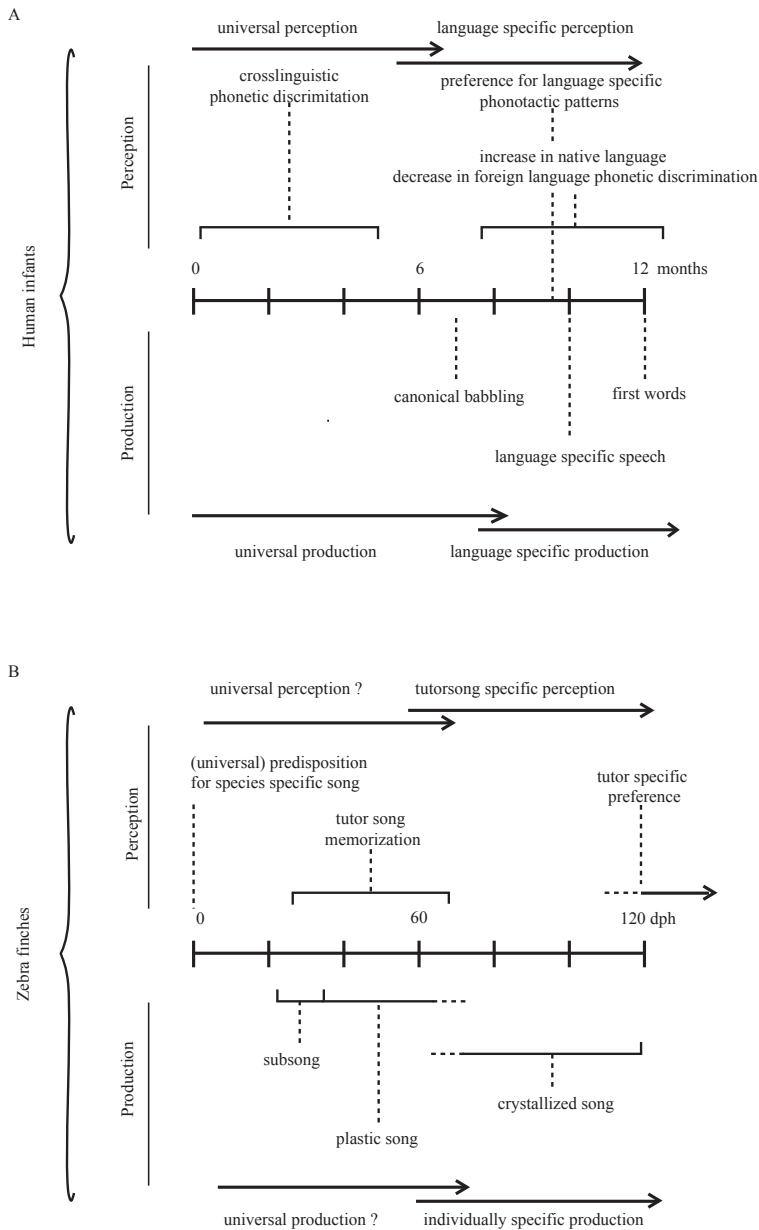 A
universal perception
language specific perception
crosslinguistic
phonetic discrimitation
preference for language specific
phonotactic patterns
increase in native language
decrease in foreign language phonetic discrimination
Perception
Human infants
0
6
12 months
Production
canonical babbling
first words
language specific speech
universal production
language specific production
B
universal perception ?
tutorsong specific perception
(universal) predisposition
for species specific song
tutor song
memorization
tutor specific
preference
Perception
Zebra finches
0
60
120 dph
Production
subsong
plastic song
crystallized song
universal production ?
individually specific production